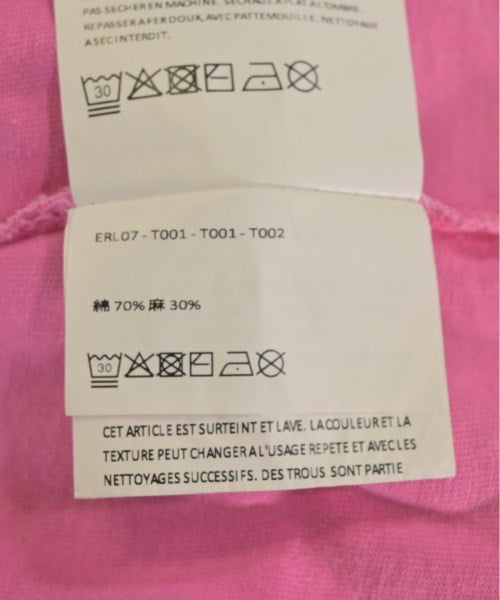 PAS SECHER EN MACHINE. SECHAGE A PLAT A L'OMBRE.
REPASSER A FER DOUX, AVEC PATTEMOUILLE. NETTOYAGE
A SEC INTERDIT.
30
ERL07 - T001 - T001 - T002
綿 70% 麻 30%
30
CET ARTICLE EST SURTEINT ET LAVE. LA COULEUR ET LA
TEXTURE PEUT CHANGER A L'USAGE REPETE ET AVEC LES
NETTOYAGES SUCCESSIFS. DES TROUS SONT PARTIE